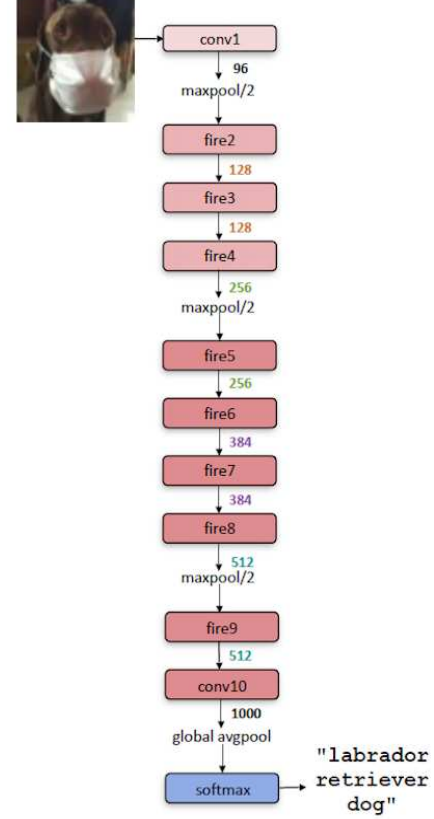 conv1
96
maxpool/2
fire2
128
fire3
128
fire4
256
maxpool/2
fire5
256
fire6
384
fire7
384
fire8
512
maxpool/2
fire9
512
conv10
1000
global avgpool
softmax
"labrador
retriever
dog"